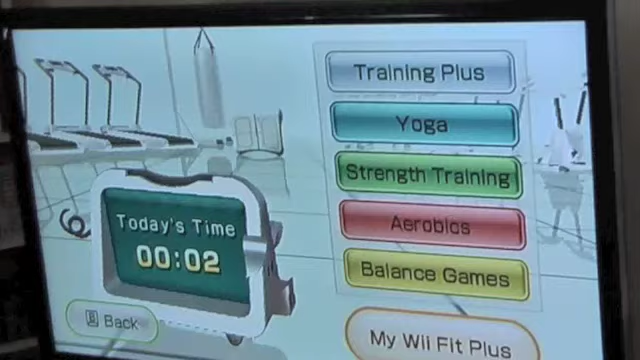 Training Plus
Yoga
Strength Training
Aerobics
Balance Games
My Wii Fit Plus
Today's Time
00:02
B Back